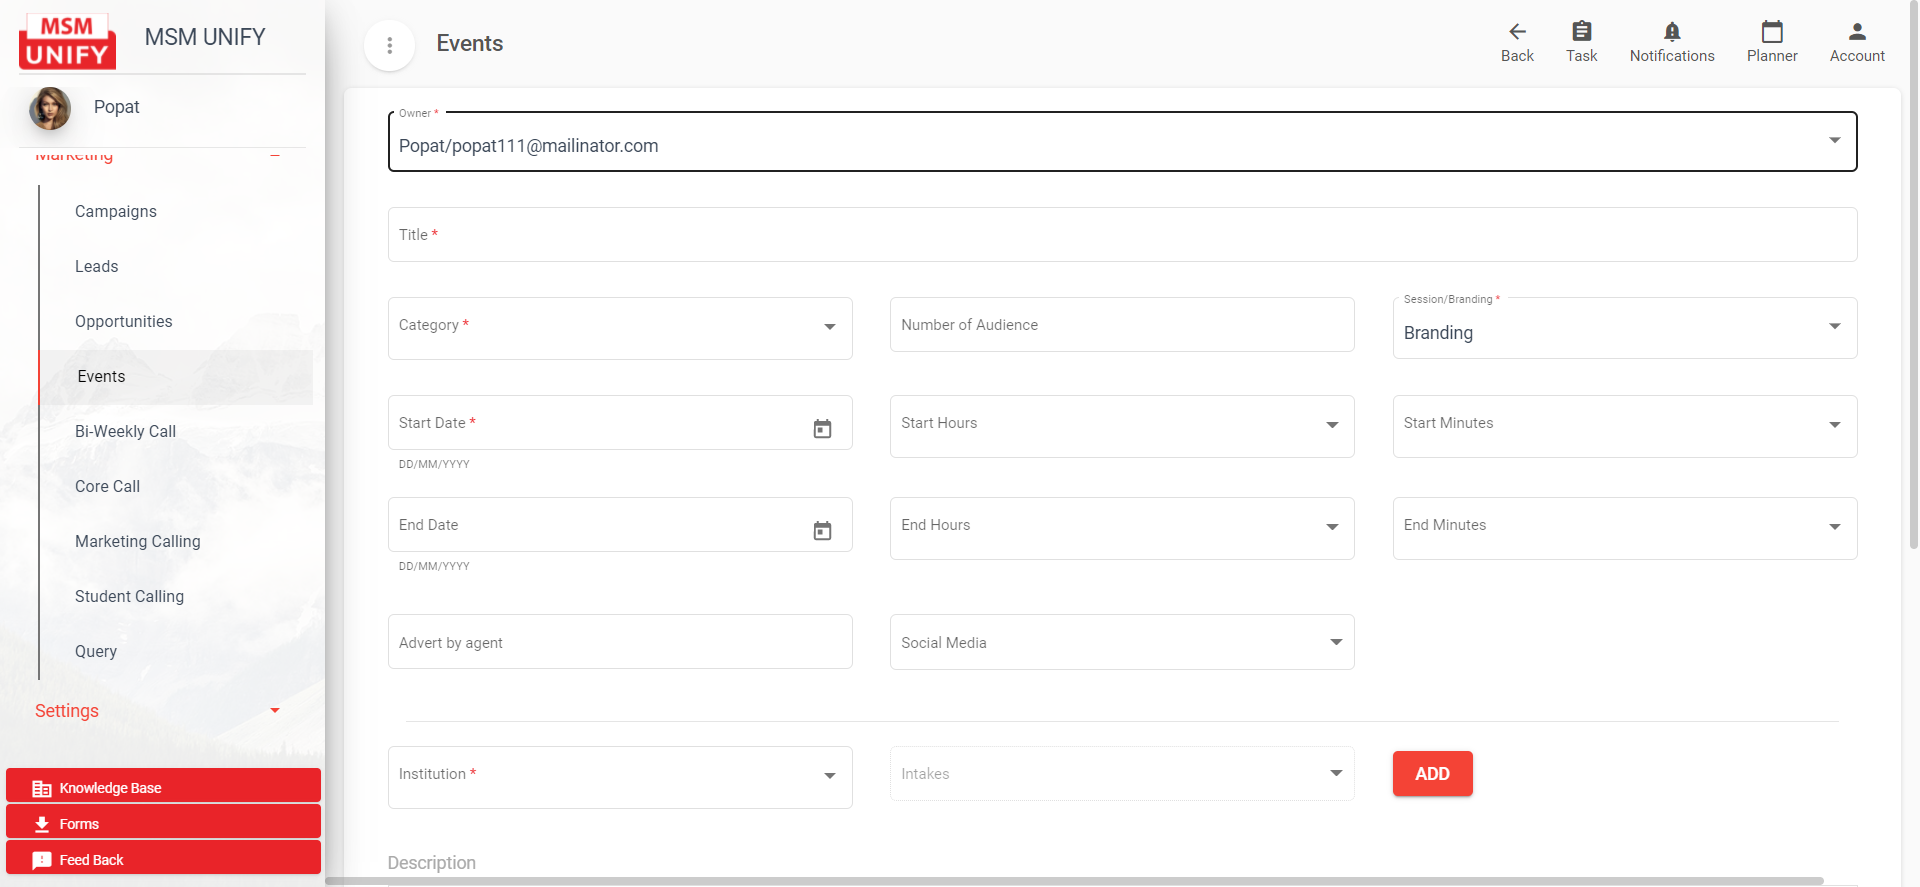 MSM
UNIFY
MSM UNIFY
Popat
Marketing
Campaigns
Leads
Opportunities
Events
Bi-Weekly Call
Core Call
Marketing Calling
Student Calling
Query
Settings
Knowledge Base
Forms
Feed Back
Events
Back
Task
Notifications
Planner
Account
Owner *
Popat/popat111@mailinator.com
Title *
Category *
Number of Audience
Session/Branding *
Branding
Start Date *
DD/MM/YYYY
Start Hours
Start Minutes
End Date
DD/MM/YYYY
End Hours
End Minutes
Advert by agent
Social Media
Institution *
Intakes
ADD
Description